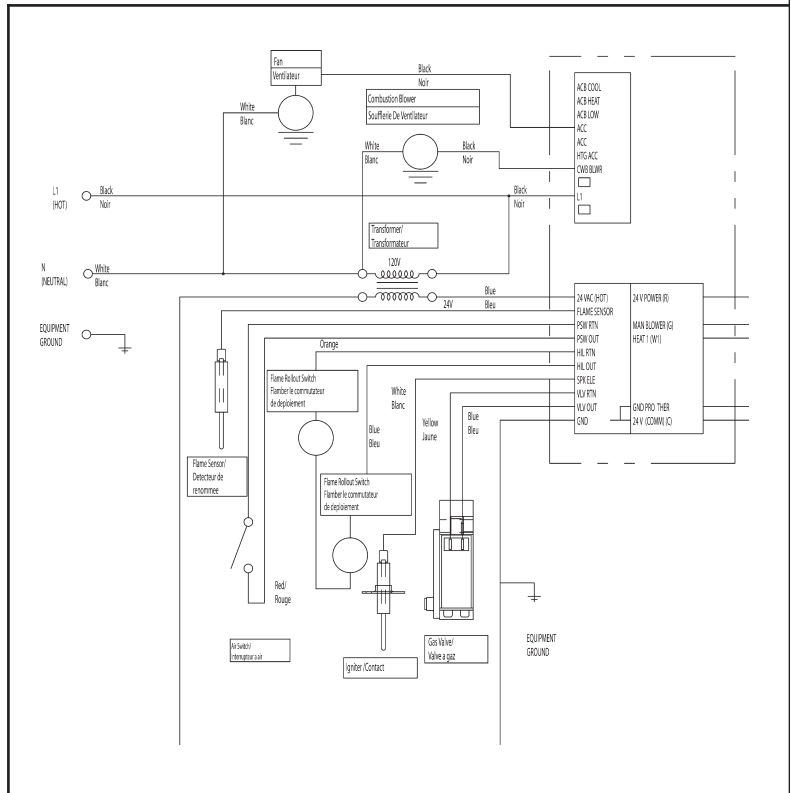 Fan
Ventilateur
Black
Noir
White
Blanc
Combustion Blower
Soufflerie De Ventilateur
White
Blanc
Black
Noir
ACB COOL
ACB HEAT
ACB LOW
ACC
ACC
HTG ACC
CWB BLWR
L1
L1
(HOT)
Black
Noir
Black
Noir
Transformer/
Transformateur
120V
N
(NEUTRAL)
White
Blanc
24V
Blue
Bleu
EQUIPMENT
GROUND
24 VAC (HOT)
FLAME SENSOR
PSW RTN
PSW OUT
HIL RTN
HIL OUT
SPK ELE
VLV RTN
VLV OUT
GND
24 V POWER (R)
MAN BLOWER (G)
HEAT 1 (W1)
GND PRO THER
24 V (COMM) (C)
Orange
Flame Rollout Switch
Flamber le commutateur
de deploiement
White
Blanc
Blue
Bleu
Yellow
Jaune
Blue
Bleu
Flame Sensor/
Detecteur de
renommee
Flame Rollout Switch
Flamber le commutateur
de deploiement
Red/
Rouge
Air Switch/
Interrupteur a air
Igniter /Contact
Gas Valve/
Valve a gaz
EQUIPMENT
GROUND